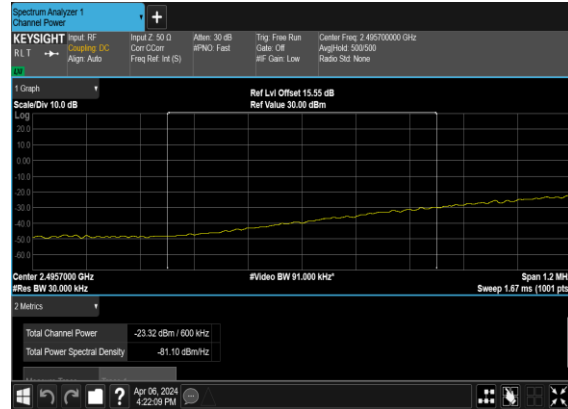 Spectrum Analyzer 1
Channel Power
+
KEYSIGHT Input: RF Input Z: 50 Ω Atten: 30 dB Trig: Free Run Center Freq: 2.495700000 GHz
RLT Coupling: DC Corr CCorr #PNO: Fast Gate: Off Avg|Hold: 500/500
Align: Auto Freq Ref: Int (S) #IF Gain: Low Radio Std: None
LM
1 Graph
Ref Lvl Offset 15.55 dB
Scale/Div 10.0 dB Ref Value 30.00 dBm
Log
20.0
10.0
0.00
-10.0
-20.0
-30.0
-40.0
-50.0
-60.0
Center 2.4957000 GHz #Video BW 91.000 kHz* Span 1.2 MH
#Res BW 30.000 kHz Sweep 1.67 ms (1001 pts
2 Metrics
Total Channel Power -23.32 dBm / 600 kHz
Total Power Spectral Density -81.10 dBm/Hz
? Apr 06, 2024
4:22:09 PM